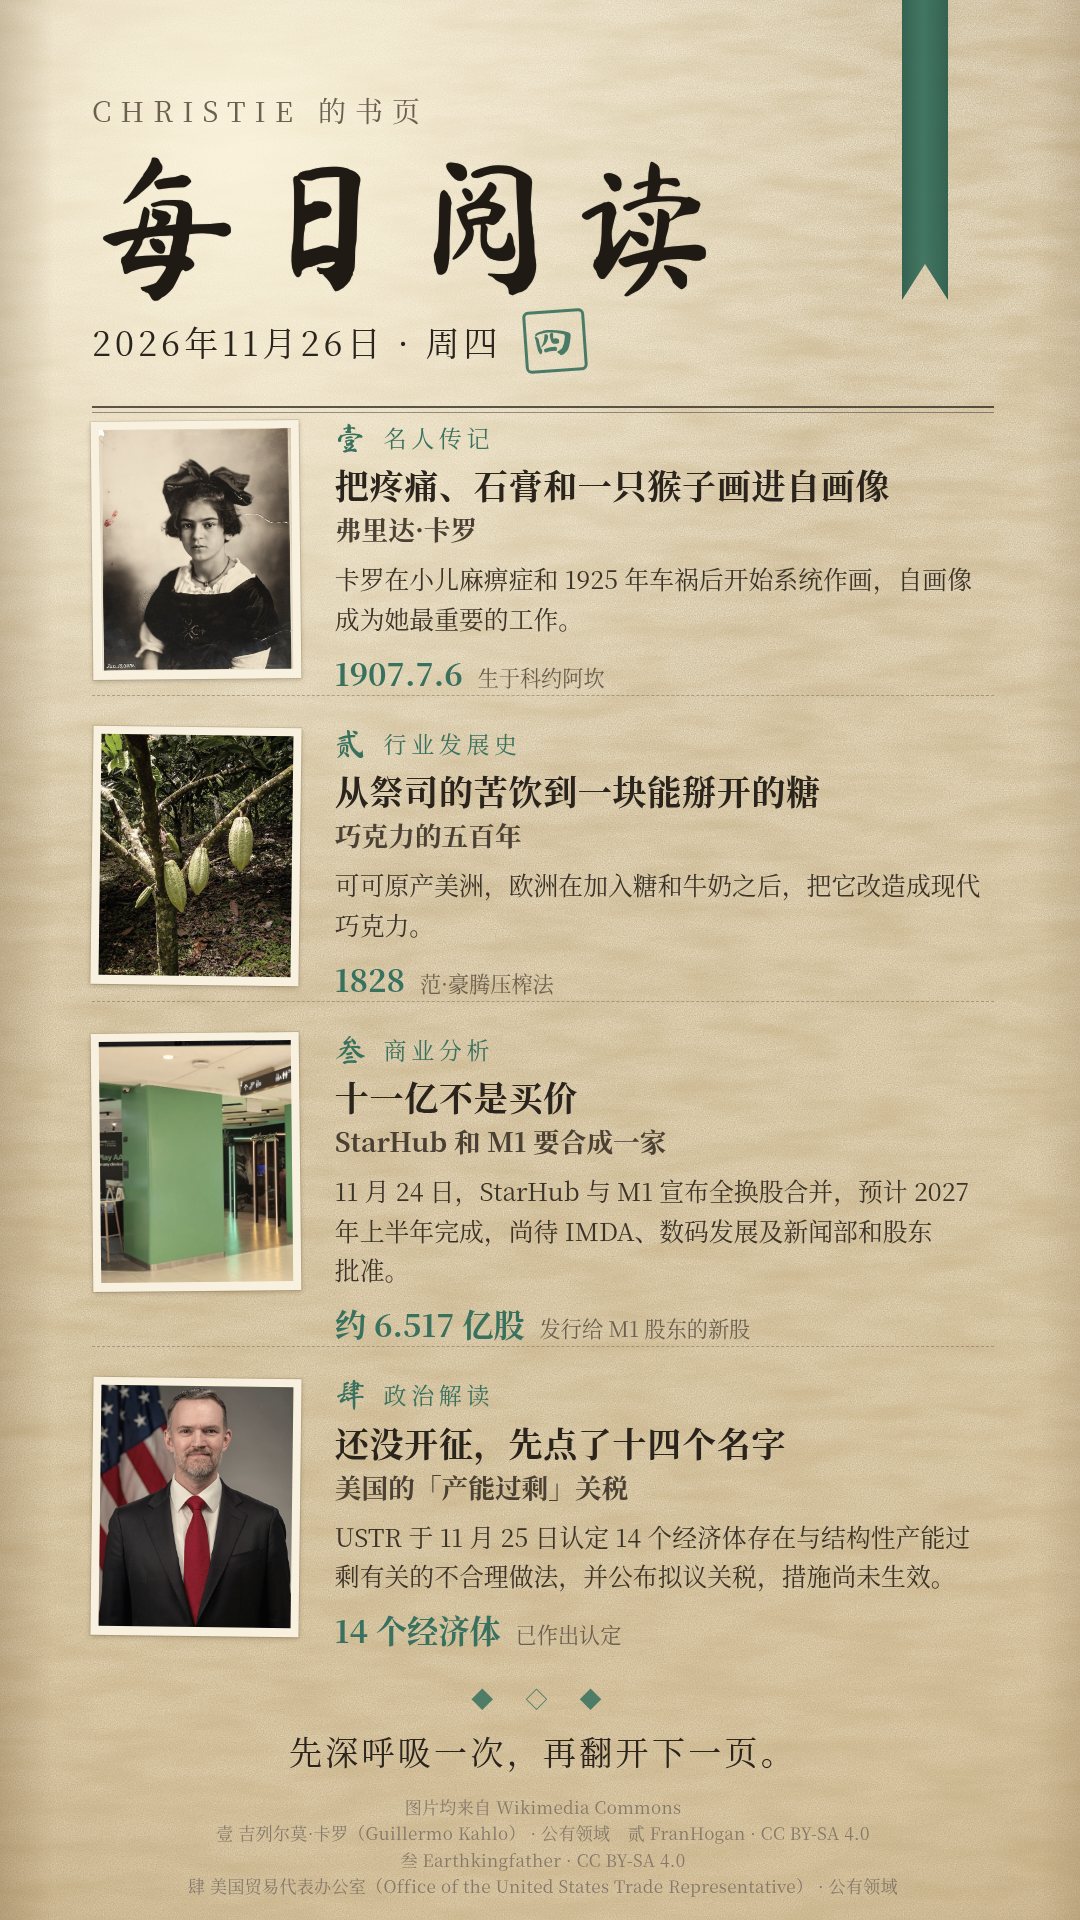 CHRISTIE 的书页
每日阅读
2026年11月26日 · 周四 四
壹 名人传记
把疼痛、石膏和一只猴子画进自画像
弗里达·卡罗
卡罗在小儿麻痹症和 1925 年车祸后开始系统作画，自画像
成为她最重要的工作。
1907.7.6 生于科约阿坎
贰 行业发展史
从祭司的苦饮到一块能掰开的糖
巧克力的五百年
可可原产美洲，欧洲在加入糖和牛奶之后，把它改造成现代
巧克力。
1828 范·豪腾压榨法
叁 商业分析
十一亿不是买价
StarHub 和 M1 要合成一家
11 月 24 日，StarHub 与 M1 宣布全换股合并，预计 2027
年上半年完成，尚待 IMDA、数码发展及新闻部和股东
批准。
约 6.517 亿股 发行给 M1 股东的新股
肆 政治解读
还没开征，先点了十四个名字
美国的「产能过剩」关税
USTR 于 11 月 25 日认定 14 个经济体存在与结构性产能过
剩有关的不合理做法，并公布拟议关税，措施尚未生效。
14 个经济体 已作出认定
先深呼吸一次，再翻开下一页。
图片均来自 Wikimedia Commons
壹 吉列尔莫·卡罗（Guillermo Kahlo） · 公有领域 贰 FranHogan · CC BY-SA 4.0
叁 Earthkingfather · CC BY-SA 4.0
肆 美国贸易代表办公室（Office of the United States Trade Representative） · 公有领域